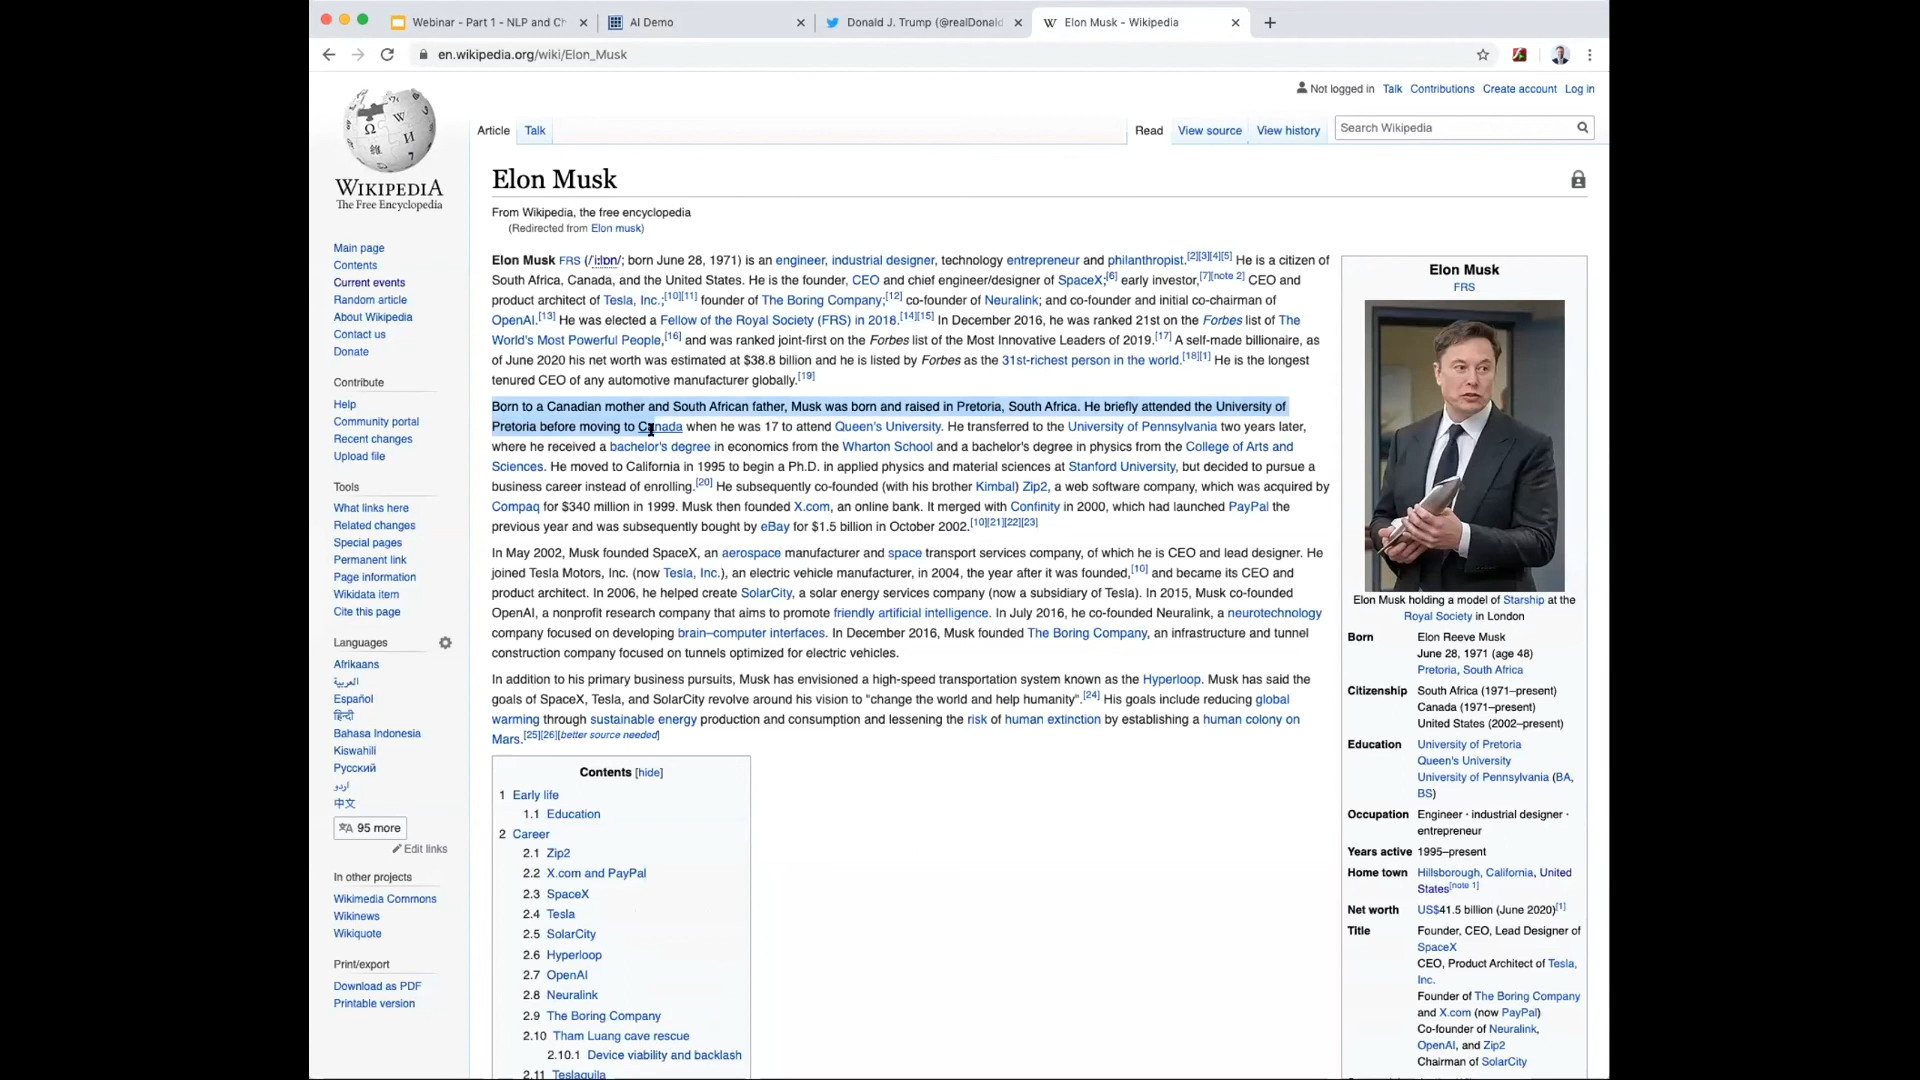 Webinar - Part 1 - NLP and Ch
AI Demo
Donald J. Trump (@realDonald
Elon Musk - Wikipedia
en.wikipedia.org/wiki/Elon_Musk
Not logged in Talk Contributions Create account Log in
Article Talk Read View source View history Search Wikipedia
WIKIPEDIA
The Free Encyclopedia
Main page
Contents
Current events
Random article
About Wikipedia
Contact us
Donate
Contribute
Help
Community portal
Recent changes
Upload file
Tools
What links here
Related changes
Special pages
Permanent link
Page information
Wikidata item
Cite this page
Languages
Afrikaans
العربية
Español
हिन्दी
Bahasa Indonesia
Kiswahili
Русский
اردو
中文
95 more
Edit links
In other projects
Wikimedia Commons
Wikinews
Wikiquote
Print/export
Download as PDF
Printable version
Elon Musk
From Wikipedia, the free encyclopedia
(Redirected from Elon musk)
Elon Musk FRS (/ˈiːlɒn/; born June 28, 1971) is an engineer, industrial designer, technology entrepreneur and philanthropist.[2][3][4][5] He is a citizen of
South Africa, Canada, and the United States. He is the founder, CEO and chief engineer/designer of SpaceX;[6] early investor,[7][note 2] CEO and
product architect of Tesla, Inc.;[10][11] founder of The Boring Company;[12] co-founder of Neuralink; and co-founder and initial co-chairman of
OpenAI.[13] He was elected a Fellow of the Royal Society (FRS) in 2018.[14][15] In December 2016, he was ranked 21st on the Forbes list of The
World's Most Powerful People,[16] and was ranked joint-first on the Forbes list of the Most Innovative Leaders of 2019.[17] A self-made billionaire, as
of June 2020 his net worth was estimated at $38.8 billion and he is listed by Forbes as the 31st-richest person in the world.[18][1] He is the longest
tenured CEO of any automotive manufacturer globally.[19]
Born to a Canadian mother and South African father, Musk was born and raised in Pretoria, South Africa. He briefly attended the University of
Pretoria before moving to Canada when he was 17 to attend Queen's University. He transferred to the University of Pennsylvania two years later,
where he received a bachelor's degree in economics from the Wharton School and a bachelor's degree in physics from the College of Arts and
Sciences. He moved to California in 1995 to begin a Ph.D. in applied physics and material sciences at Stanford University, but decided to pursue a
business career instead of enrolling.[20] He subsequently co-founded (with his brother Kimbal) Zip2, a web software company, which was acquired by
Compaq for $340 million in 1999. Musk then founded X.com, an online bank. It merged with Confinity in 2000, which had launched PayPal the
previous year and was subsequently bought by eBay for $1.5 billion in October 2002.[10][21][22][23]
In May 2002, Musk founded SpaceX, an aerospace manufacturer and space transport services company, of which he is CEO and lead designer. He
joined Tesla Motors, Inc. (now Tesla, Inc.), an electric vehicle manufacturer, in 2004, the year after it was founded,[10] and became its CEO and
product architect. In 2006, he helped create SolarCity, a solar energy services company (now a subsidiary of Tesla). In 2015, Musk co-founded
OpenAI, a nonprofit research company that aims to promote friendly artificial intelligence. In July 2016, he co-founded Neuralink, a neurotechnology
company focused on developing brain–computer interfaces. In December 2016, Musk founded The Boring Company, an infrastructure and tunnel
construction company focused on tunnels optimized for electric vehicles.
In addition to his primary business pursuits, Musk has envisioned a high-speed transportation system known as the Hyperloop. Musk has said the
goals of SpaceX, Tesla, and SolarCity revolve around his vision to "change the world and help humanity".[24] His goals include reducing global
warming through sustainable energy production and consumption and lessening the risk of human extinction by establishing a human colony on
Mars.[25][26][better source needed]
Contents [hide]
1 Early life
1.1 Education
2 Career
2.1 Zip2
2.2 X.com and PayPal
2.3 SpaceX
2.4 Tesla
2.5 SolarCity
2.6 Hyperloop
2.7 OpenAI
2.8 Neuralink
2.9 The Boring Company
2.10 Tham Luang cave rescue
2.10.1 Device viability and backlash
2.11 Teslaquila
Elon Musk
FRS
Elon Musk holding a model of Starship at the
Royal Society in London
Born Elon Reeve Musk
June 28, 1971 (age 48)
Pretoria, South Africa
Citizenship South Africa (1971–present)
Canada (1971–present)
United States (2002–present)
Education University of Pretoria
Queen's University
University of Pennsylvania (BA,
BS)
Occupation Engineer · industrial designer ·
entrepreneur
Years active 1995–present
Home town Hillsborough, California, United
States[note 1]
Net worth US$41.5 billion (June 2020)[1]
Title Founder, CEO, Lead Designer of
SpaceX
CEO, Product Architect of Tesla,
Inc.
Founder of The Boring Company
and X.com (now PayPal)
Co-founder of Neuralink,
OpenAI, and Zip2
Chairman of SolarCity